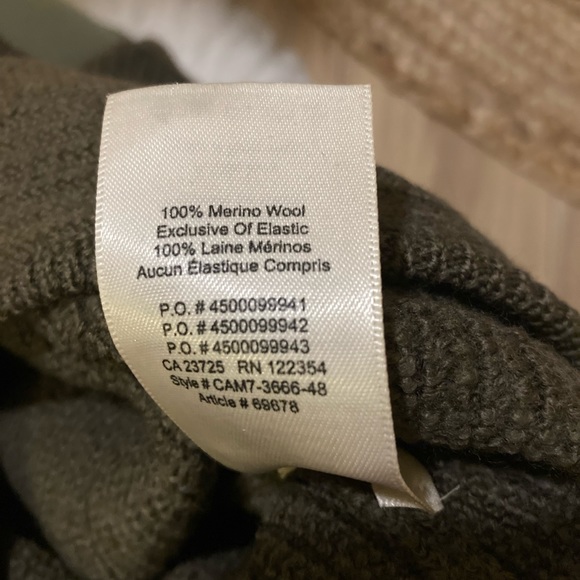 100% Merino Wool
Exclusive Of Elastic
100% Laine Mérinos
Aucun Élastique Compris
P.O. # 4500099941
P.O. # 4500099942
P.O. # 4500099943
CA 23725 RN 122354
Style # CAM7-3666-48
Article # 69678